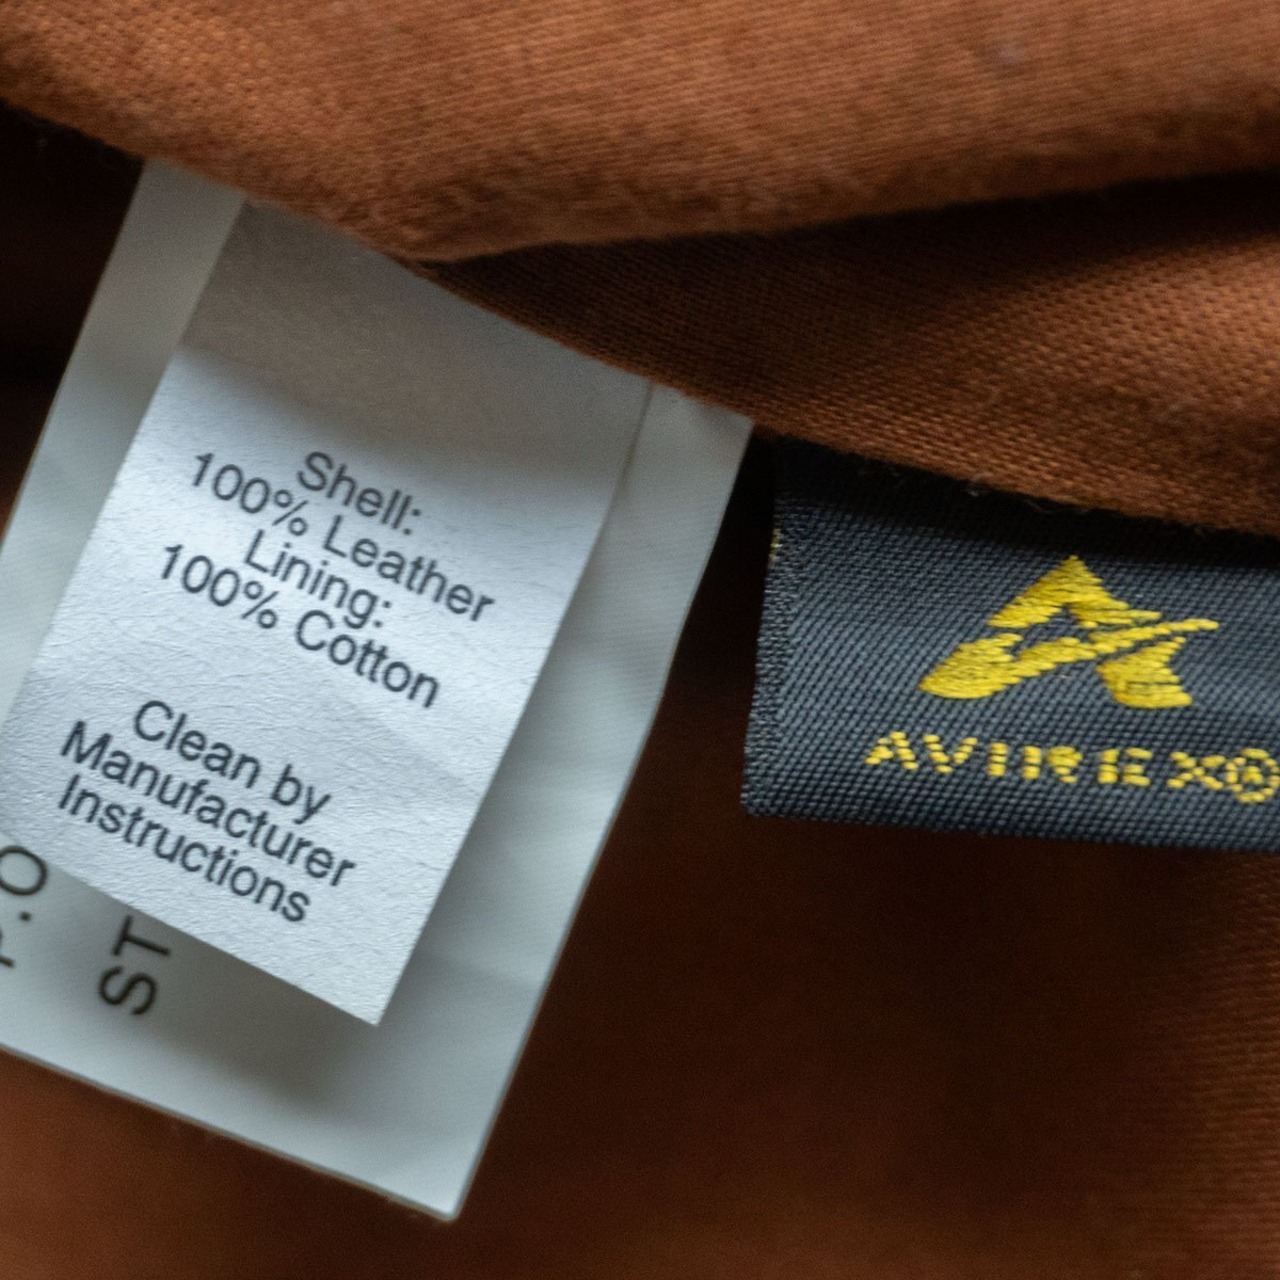 Shell:
100% Leather
Lining:
100% Cotton
Clean by
Manufacturer
Instructions
P.O
ST
AVIREX®